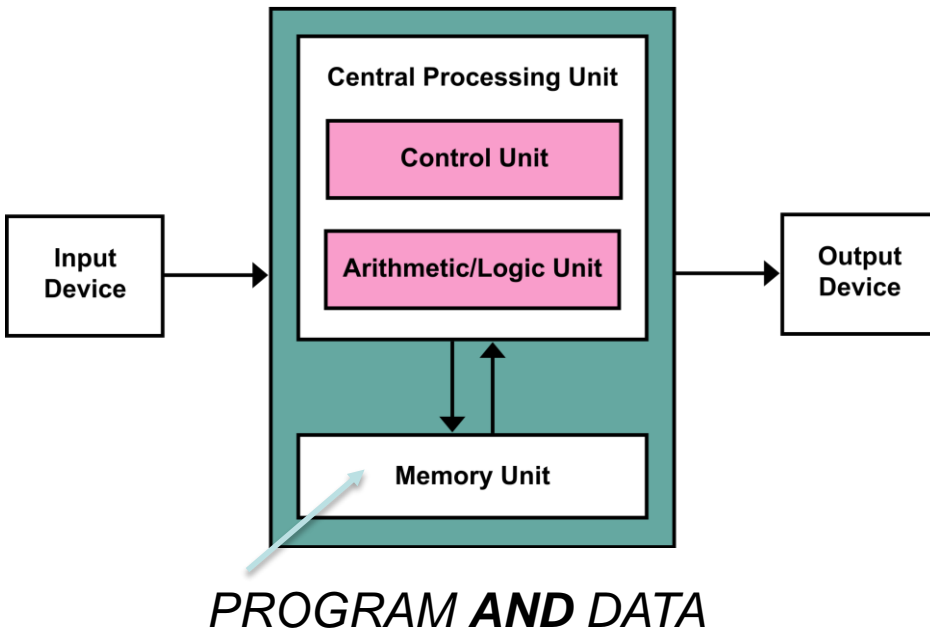 Central Processing Unit
Control Unit
Arithmetic/Logic Unit
Input
Device
Output
Device
Memory Unit
PROGRAM AND DATA